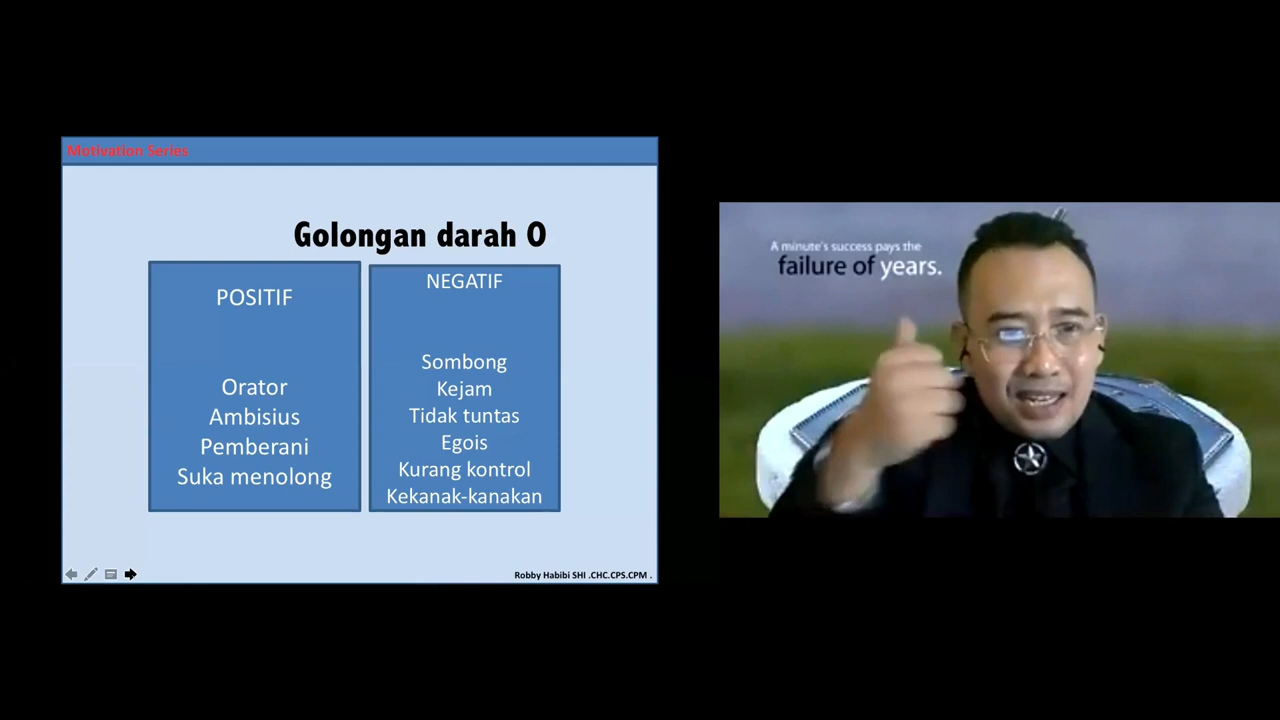 Motivation Series
Golongan darah O
POSITIF
Orator
Ambisius
Pemberani
Suka menolong
NEGATIF
Sombong
Kejam
Tidak tuntas
Egois
Kurang kontrol
Kekanak-kanakan
Robby Habibi SHI .CHC.CPS.CPM .
A minute's success pays the
failure of years.